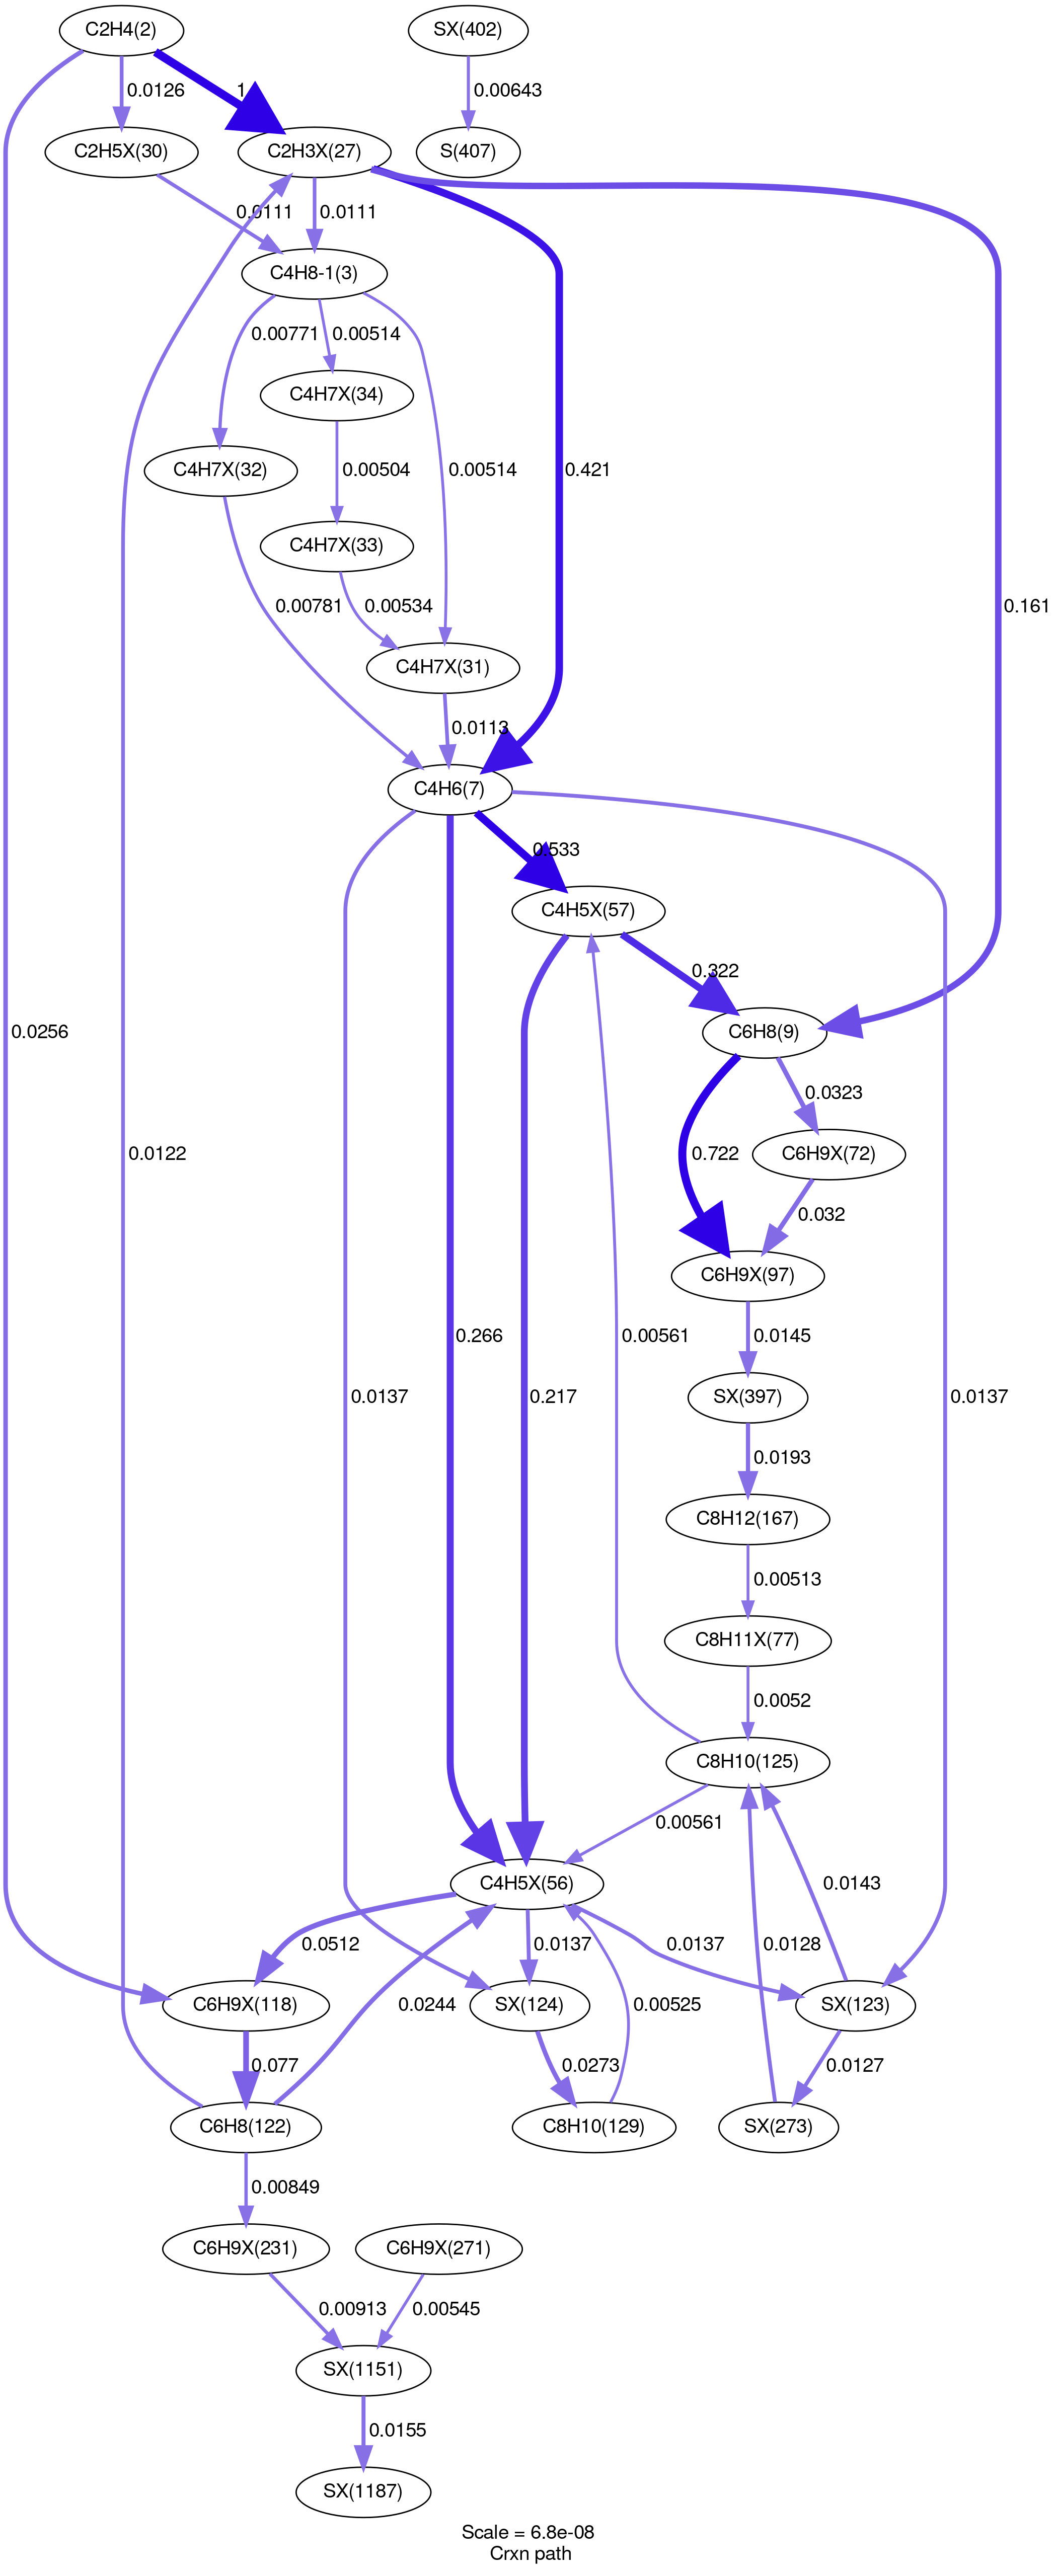 C2H4(2)
SX(402)
1
0.0126
0.00643
C2H5X(30)
C2H3X(27)
S(407)
0.0111
0.0111
C4H8-1(3)
0.00771
0.00514
C4H7X(34)
C4H7X(32)
0.00504
0.00514
0.421
C4H7X(33)
0.00781
0.00534
0.161
C4H7X(31)
0.0113
C4H6(7)
0.533
C4H5X(57)
0.322
0.0256
C6H8(9)
0.0323
0.0122
0.722
C6H9X(72)
0.032
C6H9X(97)
0.266
0.00561
0.0145
0.0137
0.217
0.0137
SX(397)
0.0193
C8H12(167)
0.00513
C8H11X(77)
0.0052
C8H10(125)
0.00561
C4H5X(56)
0.0143
0.0512
0.0137
0.0137
0.0128
C6H9X(118)
SX(124)
SX(123)
0.0244
0.00525
0.077
0.0273
0.0127
C6H8(122)
C8H10(129)
SX(273)
0.00849
C6H9X(231)
C6H9X(271)
0.00913
0.00545
SX(1151)
0.0155
SX(1187)
Scale = 6.8e-08
Crxn path